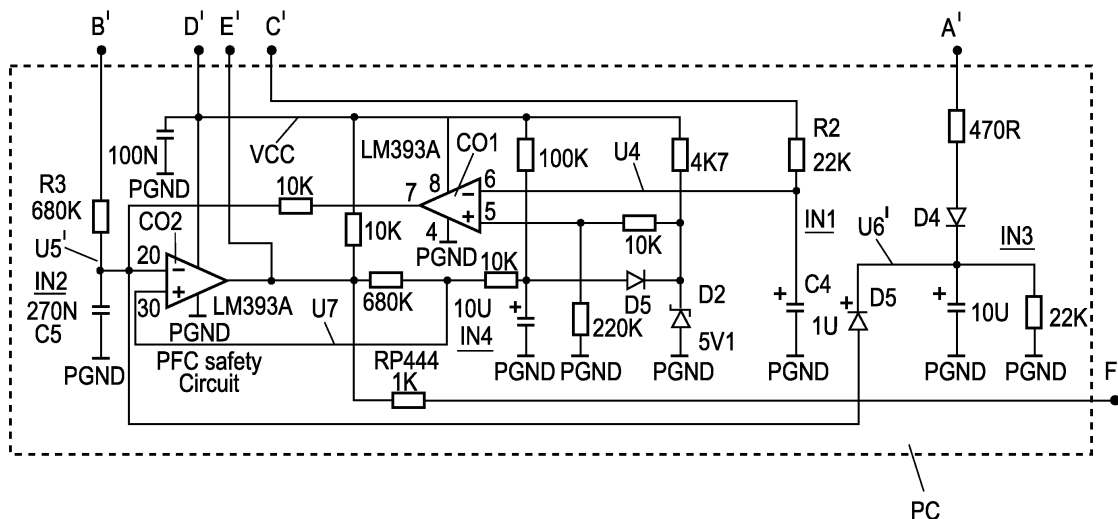 B' D' E' C' A'
100N
PGND
VCC
LM393A
CO1
100K
U4
4K7
R2
22K
470R
R3
680K
CO2
10K
7
8
6
5
4
PGND
10K
10K
IN1
D4
U6'
IN3
U5'
IN2
270N
C5
20
30
PGND
LM393A
680K
10K
10U
IN4
D5
220K
D2
5V1
C4
1U
D5
10U
22K
U7
PFC safety
Circuit
RP444
1K
PGND
PGND
PGND
PGND
PGND
PGND
PGND
F
PC